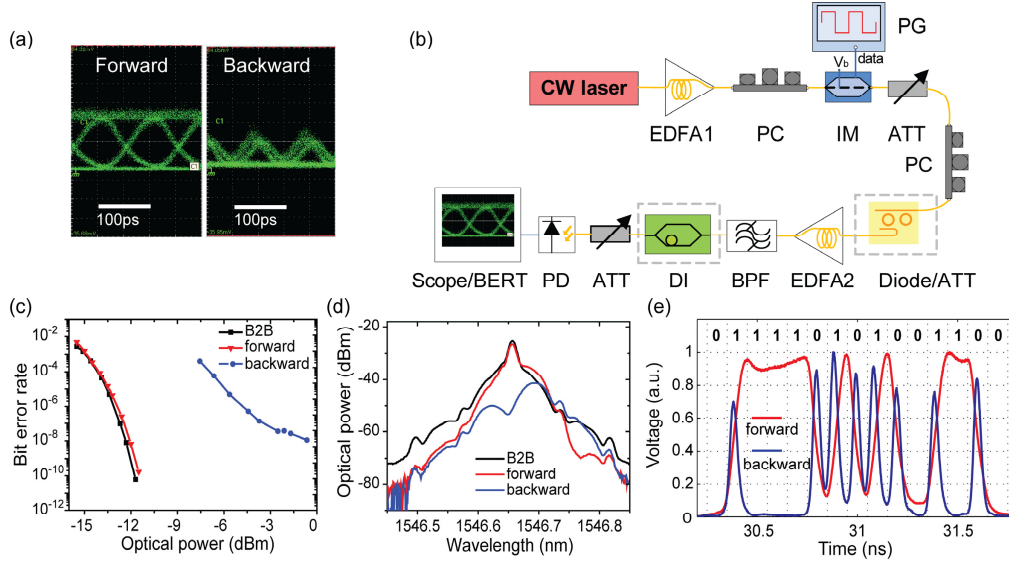 (a)
Forward
Backward
C1
C1
C1
100ps
100ps
(b)
PG
V_b
data
CW laser
EDFA1
PC
IM
ATT
PC
Scope/BERT
PD
ATT
DI
BPF
EDFA2
Diode/ATT
(c)
10^-2
10^-4
10^-6
10^-8
10^-10
10^-12
Bit error rate
B2B
forward
backward
-15
-12
-9
-6
-3
0
Optical power (dBm)
(d)
-20
-40
-60
-80
Optical power (dBm)
B2B
forward
backward
1546.5
1546.6
1546.7
1546.8
Wavelength (nm)
(e)
0 1 1 1 1 0 1 0 1 0 0 1 1 0 0
1
0.8
0.6
0.4
0.2
0
Voltage (a.u.)
forward
backward
30.5
31
31.5
Time (ns)